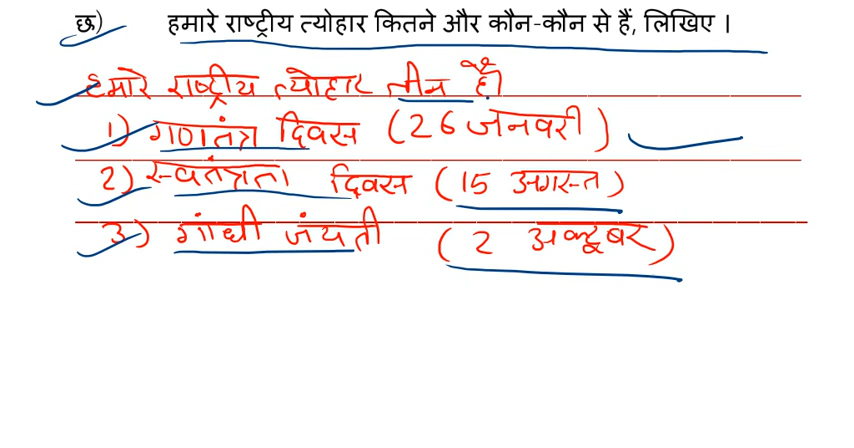 छ) हमारे राष्ट्रीय त्योहार कितने और कौन-कौन से हैं, लिखिए ।
हमारे राष्ट्रीय त्योहार तीन हैं।
1) गणतंत्र दिवस (26 जनवरी)
2) स्वतंत्रता दिवस (15 अगस्त)
3) गांधी जंयती (2 अक्टूबर)